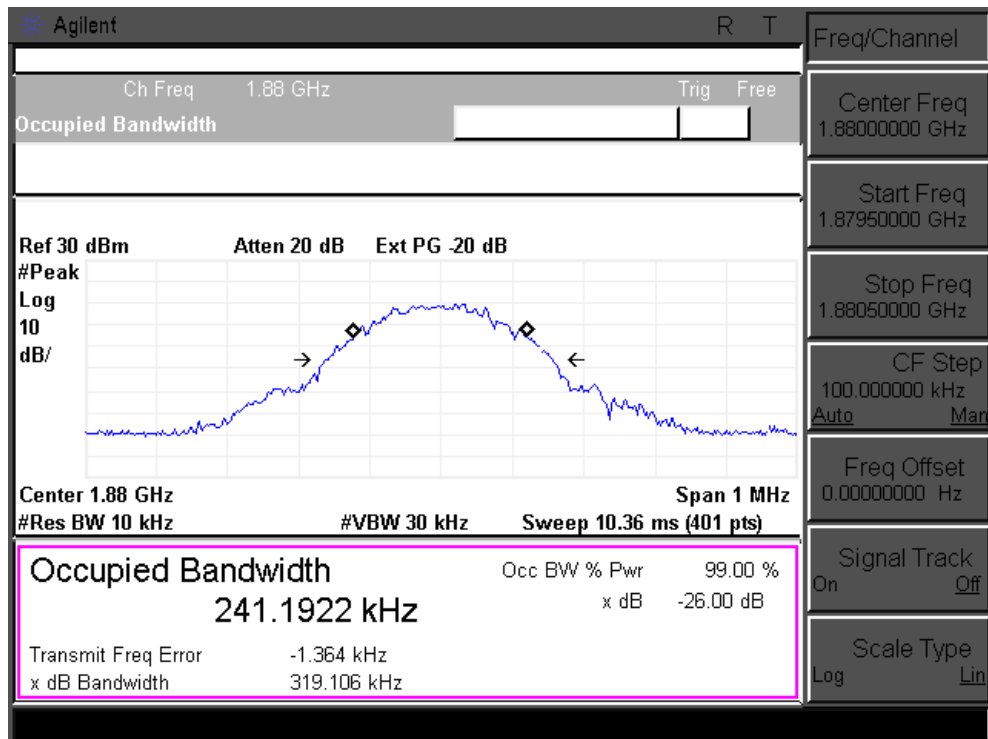 Agilent
R T
Ch Freq 1.88 GHz Trig Free
Occupied Bandwidth
Ref 30 dBm Atten 20 dB Ext PG -20 dB
#Peak
Log
10
dB/
Center 1.88 GHz Span 1 MHz
#Res BW 10 kHz #VBW 30 kHz Sweep 10.36 ms (401 pts)
Occupied Bandwidth
241.1922 kHz
Occ BW % Pwr 99.00 %
x dB -26.00 dB
Transmit Freq Error -1.364 kHz
x dB Bandwidth 319.106 kHz
Freq/Channel
Center Freq
1.88000000 GHz
Start Freq
1.87950000 GHz
Stop Freq
1.88050000 GHz
CF Step
100.000000 kHz
Auto Man
Freq Offset
0.00000000 Hz
Signal Track
On Off
Scale Type
Log Lin